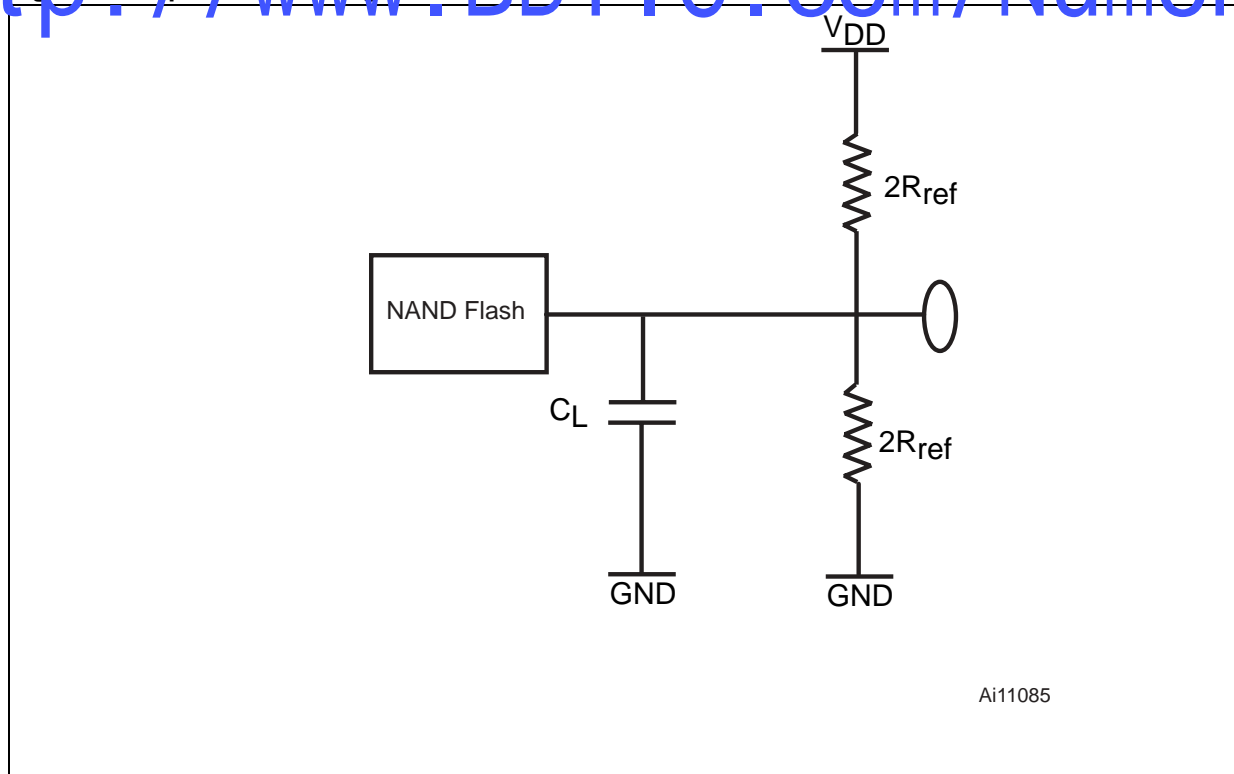 VDD
2Rref
NAND Flash
CL
2Rref
GND
GND
Ai11085